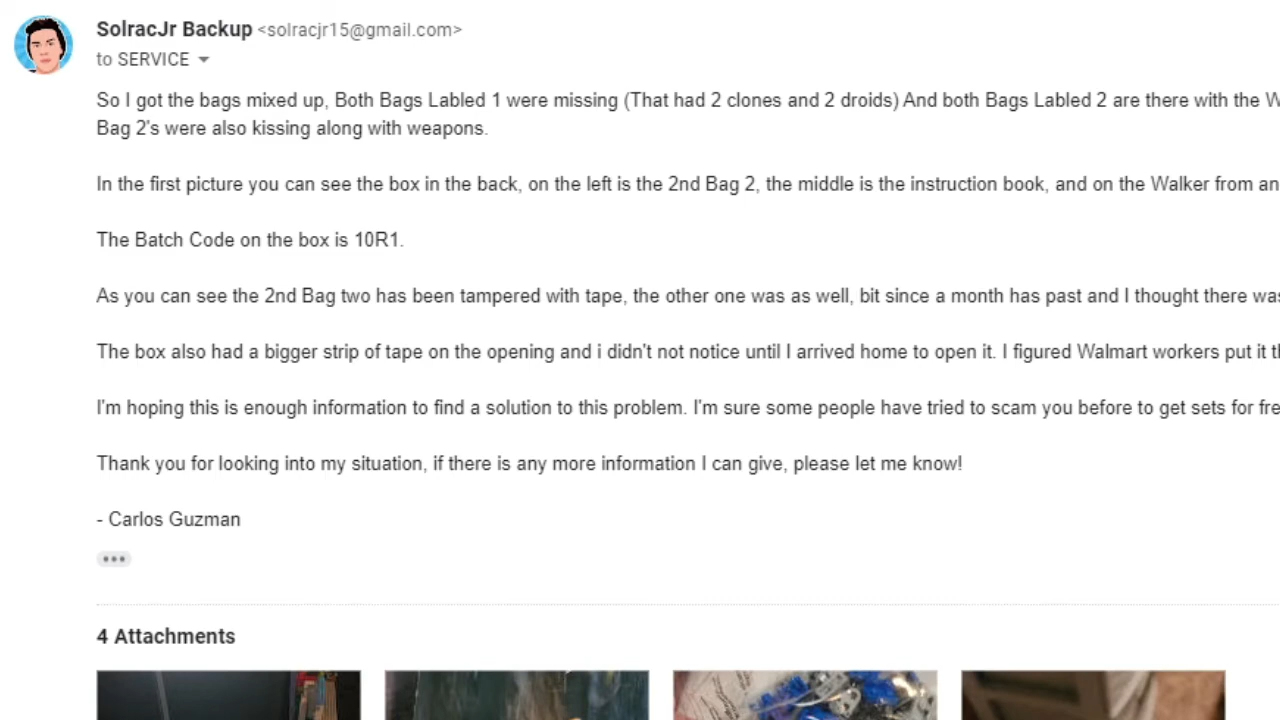 SolracJr Backup <solracjr15@gmail.com>
to SERVICE
So I got the bags mixed up, Both Bags Labled 1 were missing (That had 2 clones and 2 droids) And both Bags Labled 2 are there with the W
Bag 2's were also kissing along with weapons.
In the first picture you can see the box in the back, on the left is the 2nd Bag 2, the middle is the instruction book, and on the Walker from an
The Batch Code on the box is 10R1.
As you can see the 2nd Bag two has been tampered with tape, the other one was as well, bit since a month has past and I thought there was
The box also had a bigger strip of tape on the opening and i didn't not notice until I arrived home to open it. I figured Walmart workers put it th
I'm hoping this is enough information to find a solution to this problem. I'm sure some people have tried to scam you before to get sets for fre
Thank you for looking into my situation, if there is any more information I can give, please let me know!
- Carlos Guzman
4 Attachments